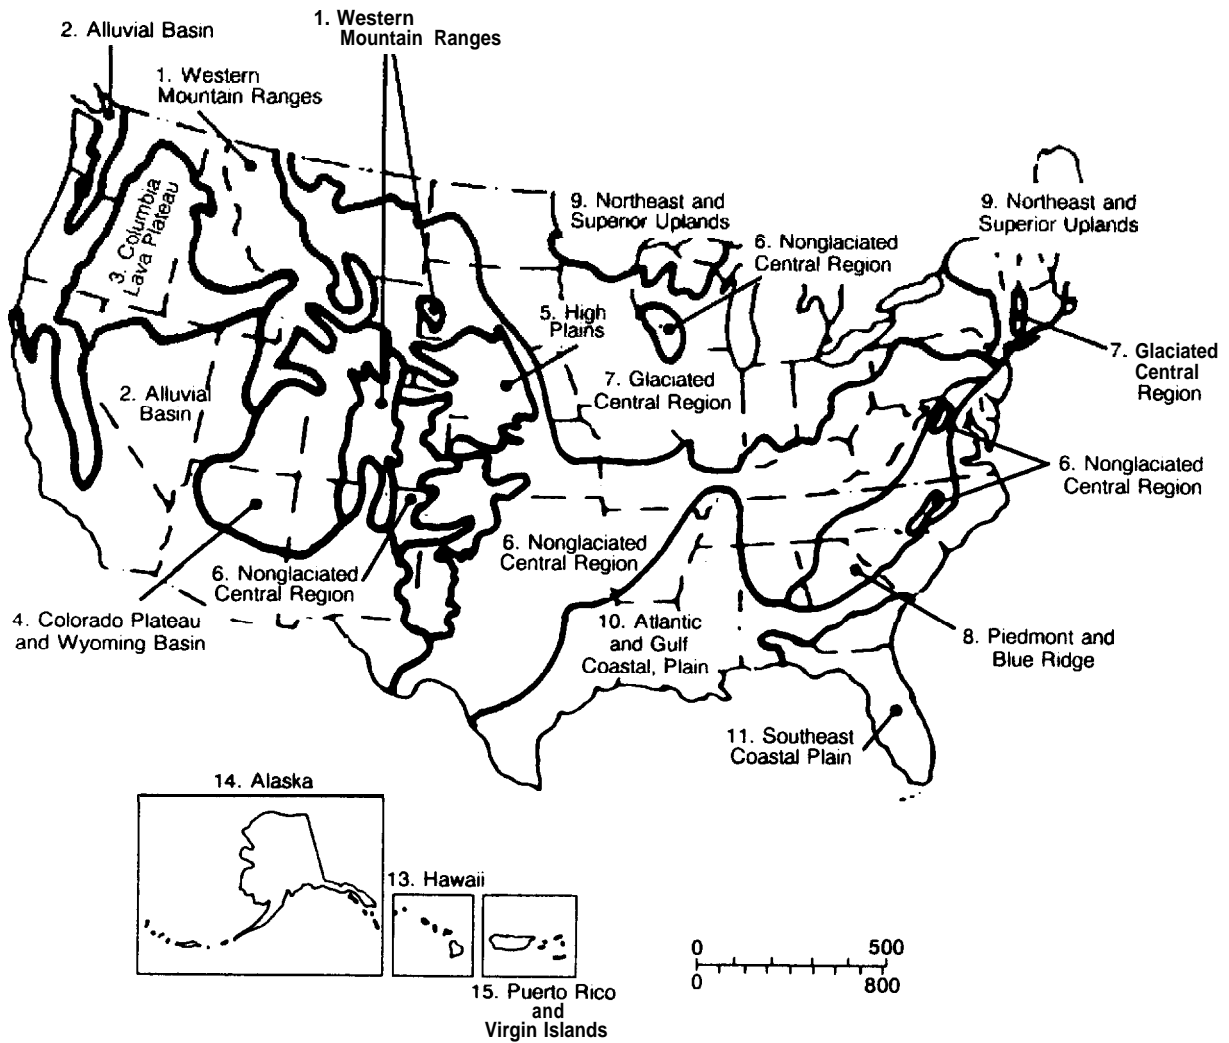 1. Western
Mountain Ranges
2. Alluvial Basin
1. Western
Mountain Ranges
3. Columbia
Lava Plateau
9. Northeast and
Superior Uplands
9. Northeast and
Superior Uplands
6. Nonglaciated
Central Region
5. High
Plains
7. Glaciated
Central
Region
2. Alluvial
Basin
7. Glaciated
Central Region
6. Nonglaciated
Central Region
6. Nonglaciated
Central Region
6. Nonglaciated
Central Region
4. Colorado Plateau
and Wyoming Basin
10. Atlantic
and Gulf
Coastal, Plain
8. Piedmont and
Blue Ridge
11. Southeast
Coastal Plain
14. Alaska
13. Hawaii
15. Puerto Rico
and
Virgin Islands
0 500
0 800